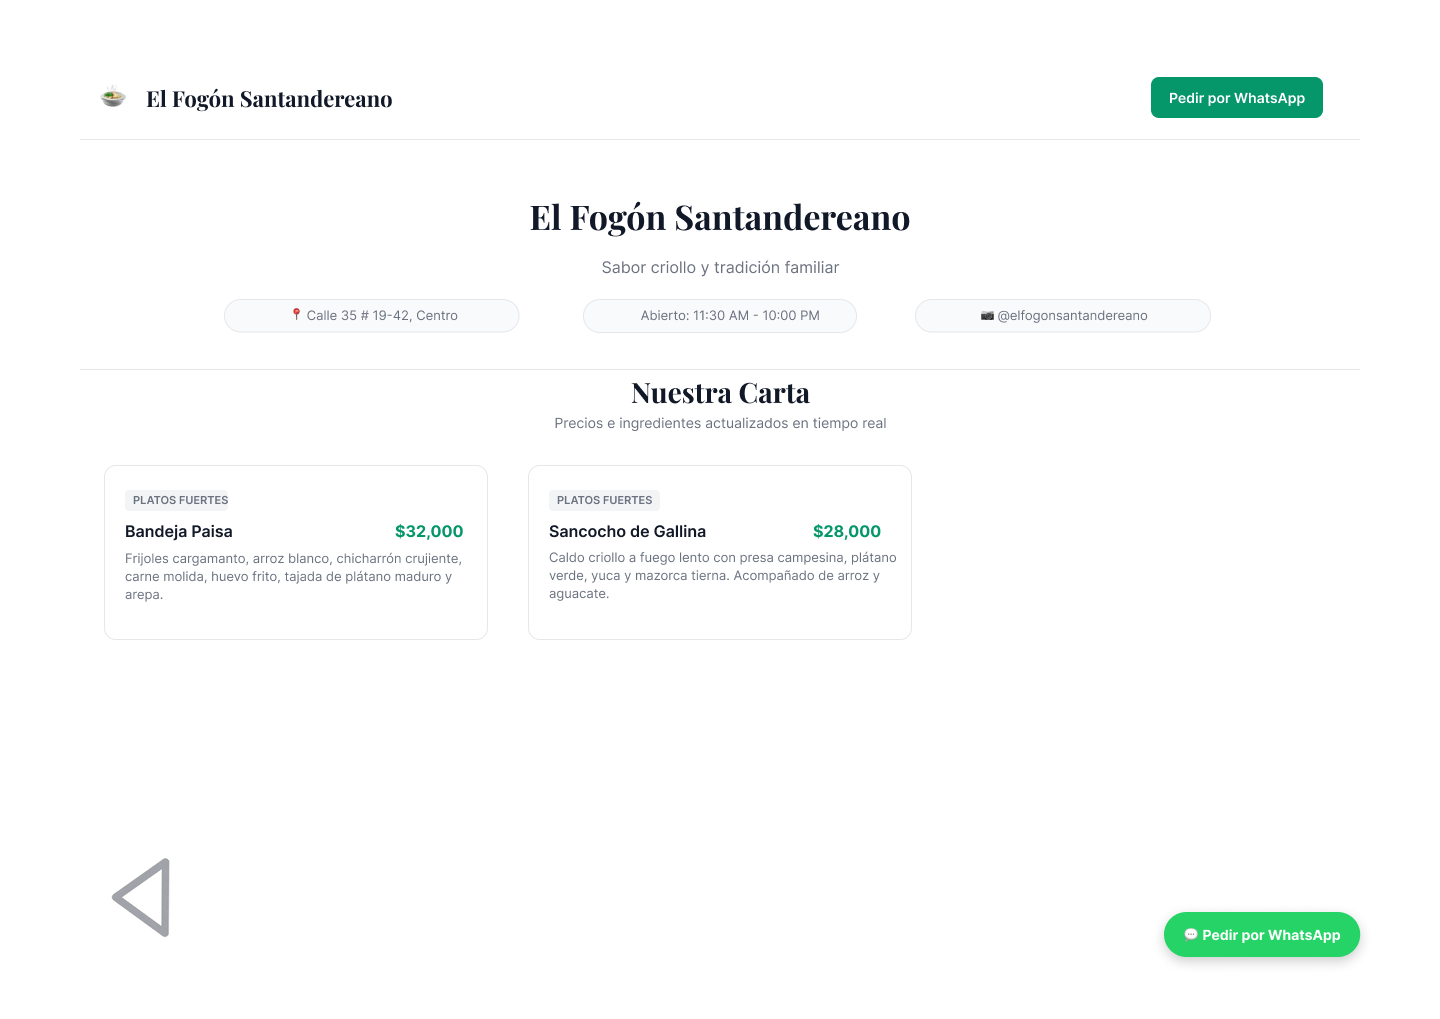 El Fogón Santandereano
Pedir por WhatsApp
El Fogón Santandereano
Sabor criollo y tradición familiar
📍 Calle 35 # 19-42, Centro
Abierto: 11:30 AM - 10:00 PM
📷 @elfogonsantandereano
Nuestra Carta
Precios e ingredientes actualizados en tiempo real
PLATOS FUERTES
Bandeja Paisa
$32,000
Frijoles cargamanto, arroz blanco, chicharrón crujiente,
carne molida, huevo frito, tajada de plátano maduro y
arepa.
PLATOS FUERTES
Sancocho de Gallina
$28,000
Caldo criollo a fuego lento con presa campesina, plátano
verde, yuca y mazorca tierna. Acompañado de arroz y
aguacate.
💬 Pedir por WhatsApp